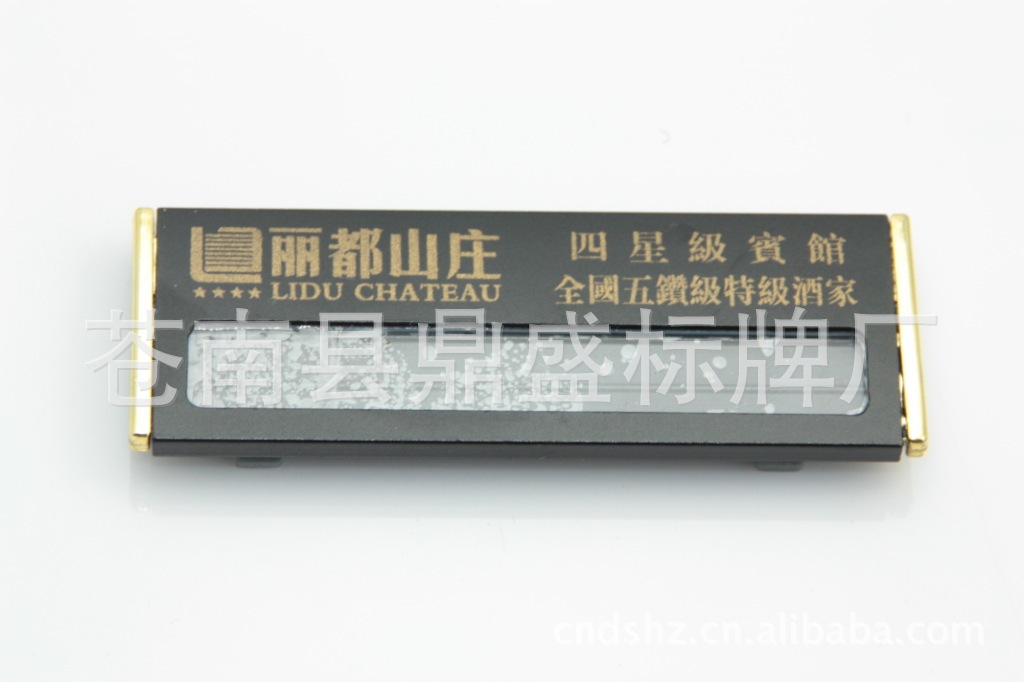 丽都山庄
LIDU CHATEAU
四星級賓館
全國五鑽級特級酒家
苍南县鼎盛标牌厂
cndshz.cn.alibaba.com